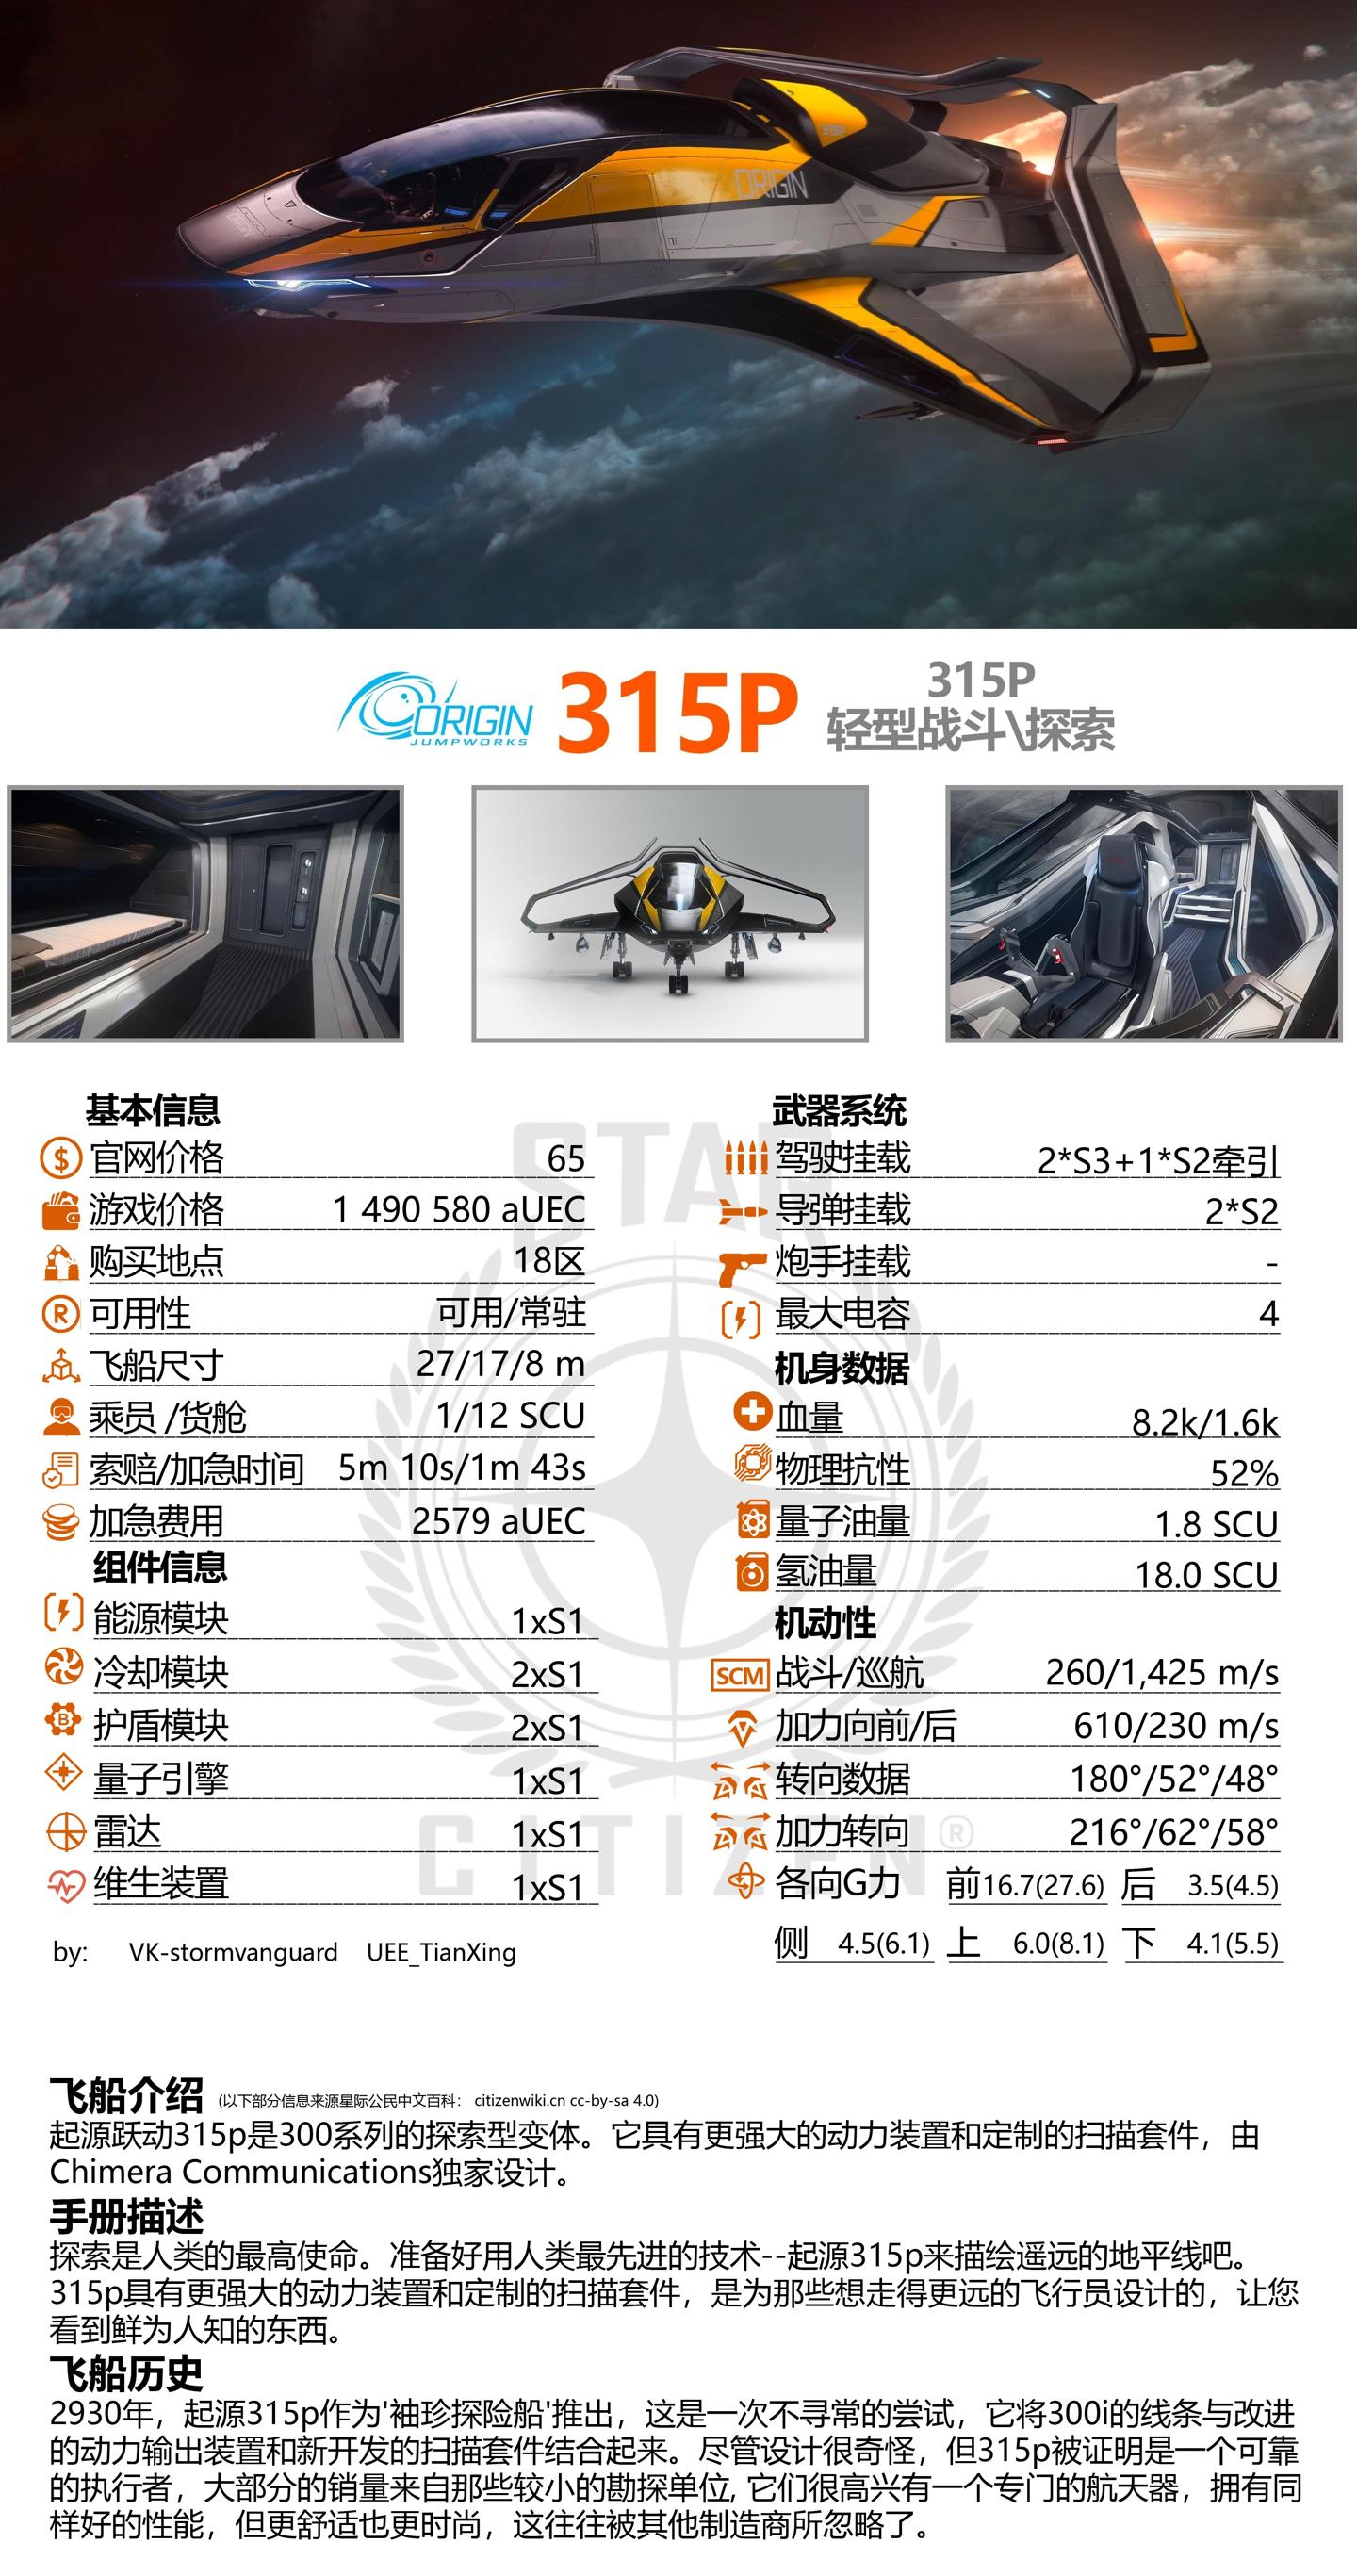 ORIGIN
ORIGIN
JUMPWORKS
315P
315P
轻型战斗\探索
基本信息
官网价格 65
游戏价格 1 490 580 aUEC
购买地点 18区
可用性 可用/常驻
飞船尺寸 27/17/8 m
乘员 /货舱 1/12 SCU
索赔/加急时间 5m 10s/1m 43s
加急费用 2579 aUEC
组件信息
能源模块 1xS1
冷却模块 2xS1
护盾模块 2xS1
量子引擎 1xS1
雷达 1xS1
维生装置 1xS1
by: VK-stormvanguard UEE_TianXing
武器系统
驾驶挂载 2*S3+1*S2牵引
导弹挂载 2*S2
炮手挂载 -
最大电容 4
机身数据
血量 8.2k/1.6k
物理抗性 52%
量子油量 1.8 SCU
氢油量 18.0 SCU
机动性
SCM 战斗/巡航 260/1,425 m/s
加力向前/后 610/230 m/s
转向数据 180°/52°/48°
加力转向 216°/62°/58°
各向G力 前16.7(27.6) 后 3.5(4.5)
侧 4.5(6.1) 上 6.0(8.1) 下 4.1(5.5)
STAR
CITIZEN®
飞船介绍 (以下部分信息来源星际公民中文百科： citizenwiki.cn cc-by-sa 4.0)
起源跃动315p是300系列的探索型变体。它具有更强大的动力装置和定制的扫描套件，由
Chimera Communications独家设计。
手册描述
探索是人类的最高使命。准备好用人类最先进的技术--起源315p来描绘遥远的地平线吧。
315p具有更强大的动力装置和定制的扫描套件，是为那些想走得更远的飞行员设计的，让您
看到鲜为人知的东西。
飞船历史
2930年，起源315p作为'袖珍探险船'推出，这是一次不寻常的尝试，它将300i的线条与改进
的动力输出装置和新开发的扫描套件结合起来。尽管设计很奇怪，但315p被证明是一个可靠
的执行者，大部分的销量来自那些较小的勘探单位, 它们很高兴有一个专门的航天器，拥有同
样好的性能，但更舒适也更时尚，这往往被其他制造商所忽略了。